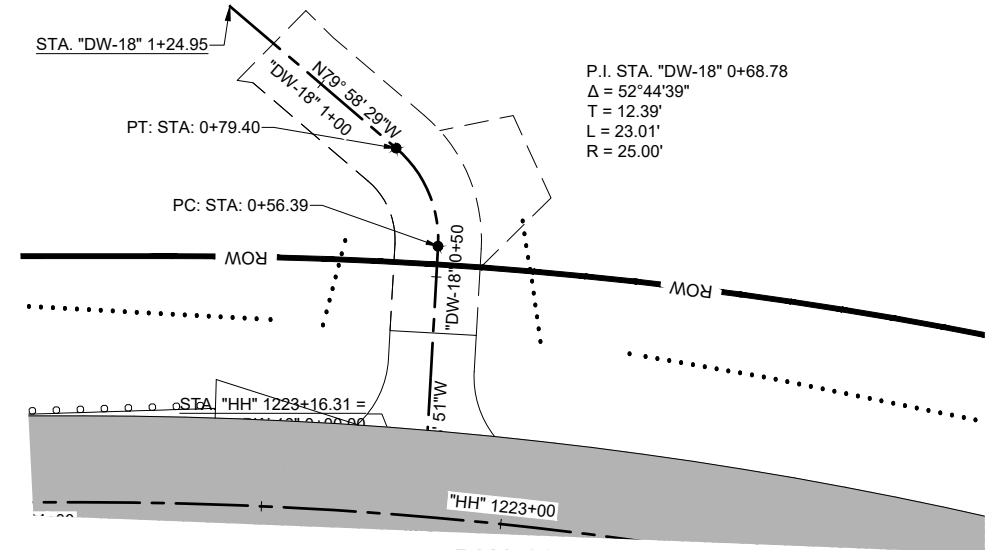 STA. "DW-18" 1+24.95
N79° 58' 29"W
"DW-18" 1+00
PT: STA: 0+79.40
PC: STA: 0+56.39
P.I. STA. "DW-18" 0+68.78
Δ = 52°44'39"
T = 12.39'
L = 23.01'
R = 25.00'
ROW
ROW
"DW-18" 0+50
' 51"W
STA. "HH" 1223+16.31 =
"HH" 1223+00